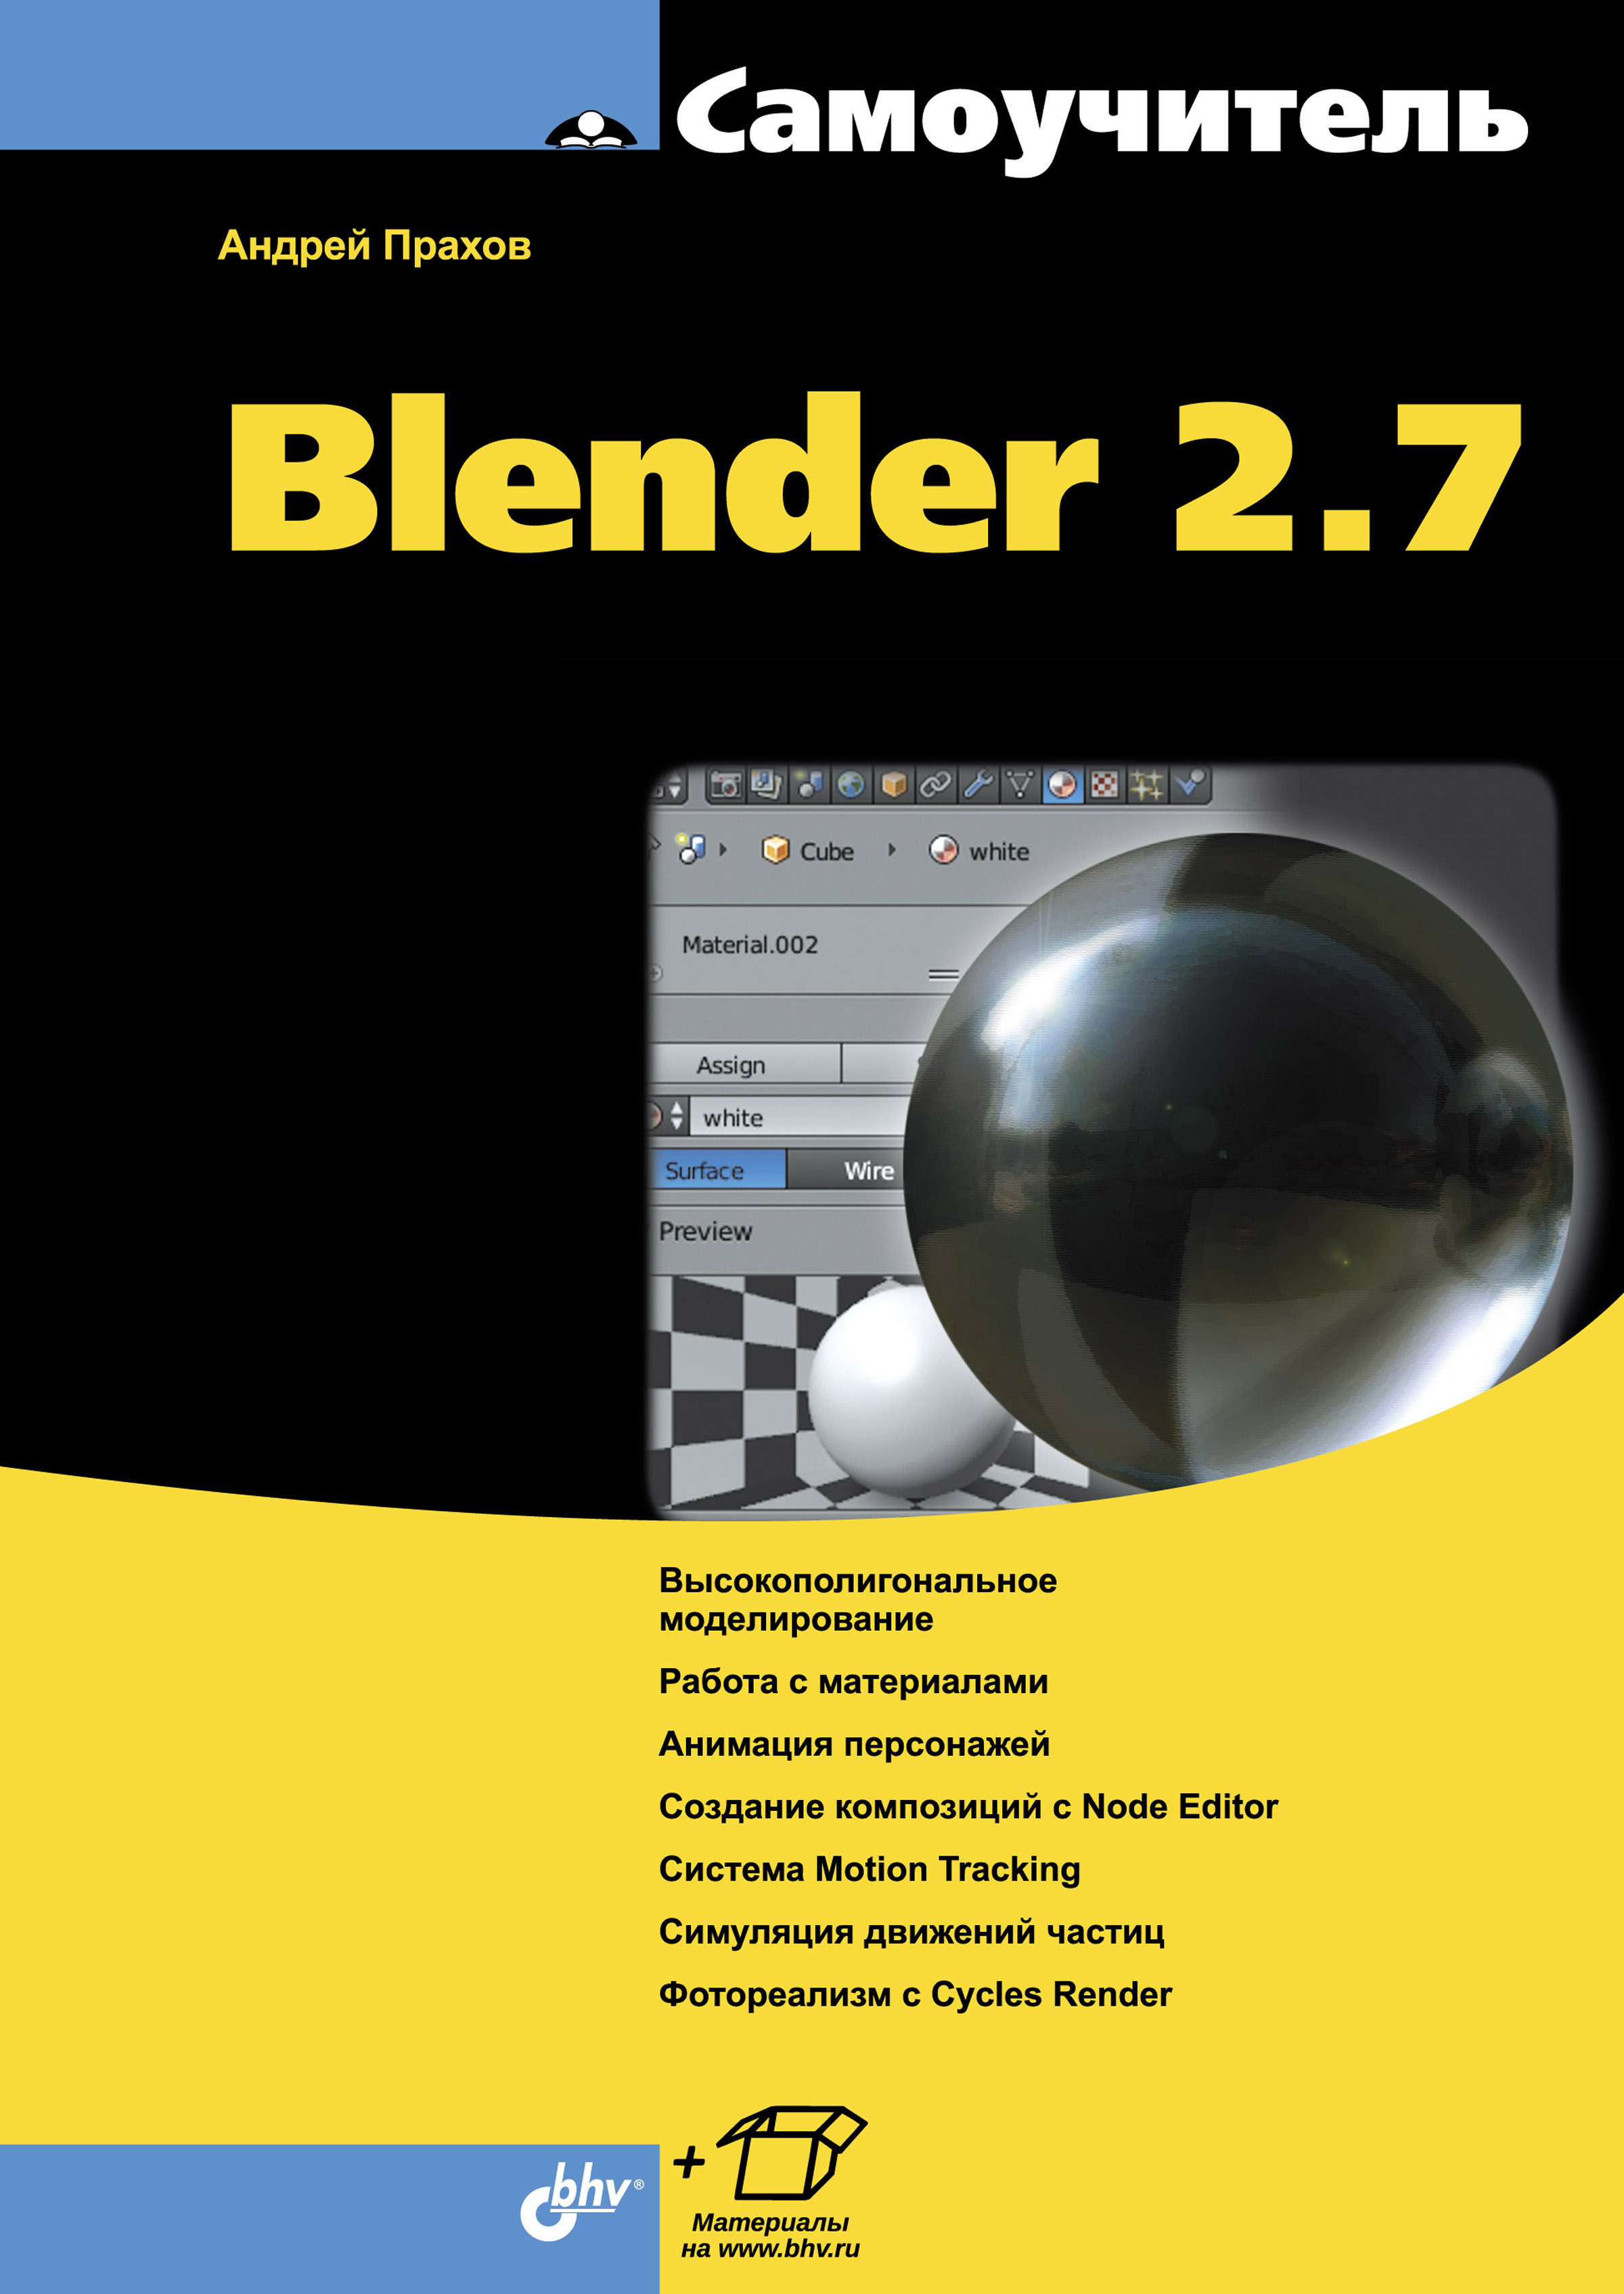 Самоучитель
Андрей Прахов
Blender 2.7
Cube
white
Material.002
Assign
white
Surface Wire
Preview
Высокополигональное
моделирование
Работа с материалами
Анимация персонажей
Создание композиций с Node Editor
Система Motion Tracking
Симуляция движений частиц
Фотореализм с Cycles Render
bhv®
+
Материалы
на www.bhv.ru